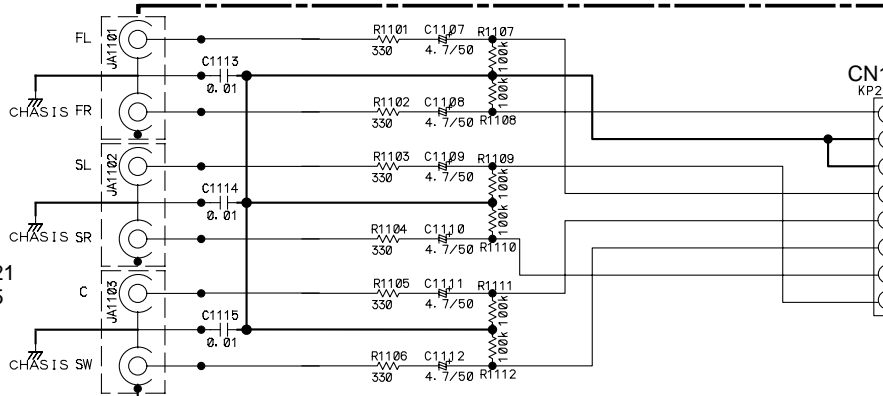 FL
JA1101
R1101
330
C1107
4.7/50
R1107
100k
C1113
0.01
100k
CN1
KP2
CHASIS FR
R1102
330
C1108
4.7/50
R1108
SL
JA1102
R1103
330
C1109
4.7/50
R1109
100k
C1114
0.01
100k
CHASIS SR
R1104
330
C1110
4.7/50
R1110
21
C
JA1103
R1105
330
C1111
4.7/50
R1111
100k
C1115
0.01
100k
CHASIS SW
R1106
330
C1112
4.7/50
R1112